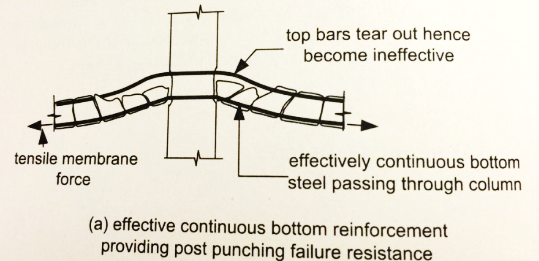 top bars tear out hence
become ineffective
tensile membrane
force
effectively continuous bottom
steel passing through column
(a) effective continuous bottom reinforcement
providing post punching failure resistance